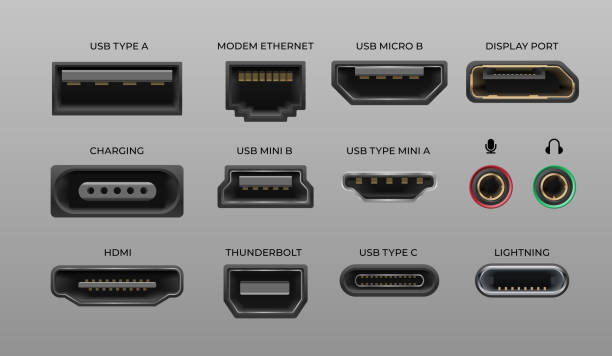 USB TYPE A
MODEM ETHERNET
USB MICRO B
DISPLAY PORT
CHARGING
USB MINI B
USB TYPE MINI A
HDMI
THUNDERBOLT
USB TYPE C
LIGHTNING